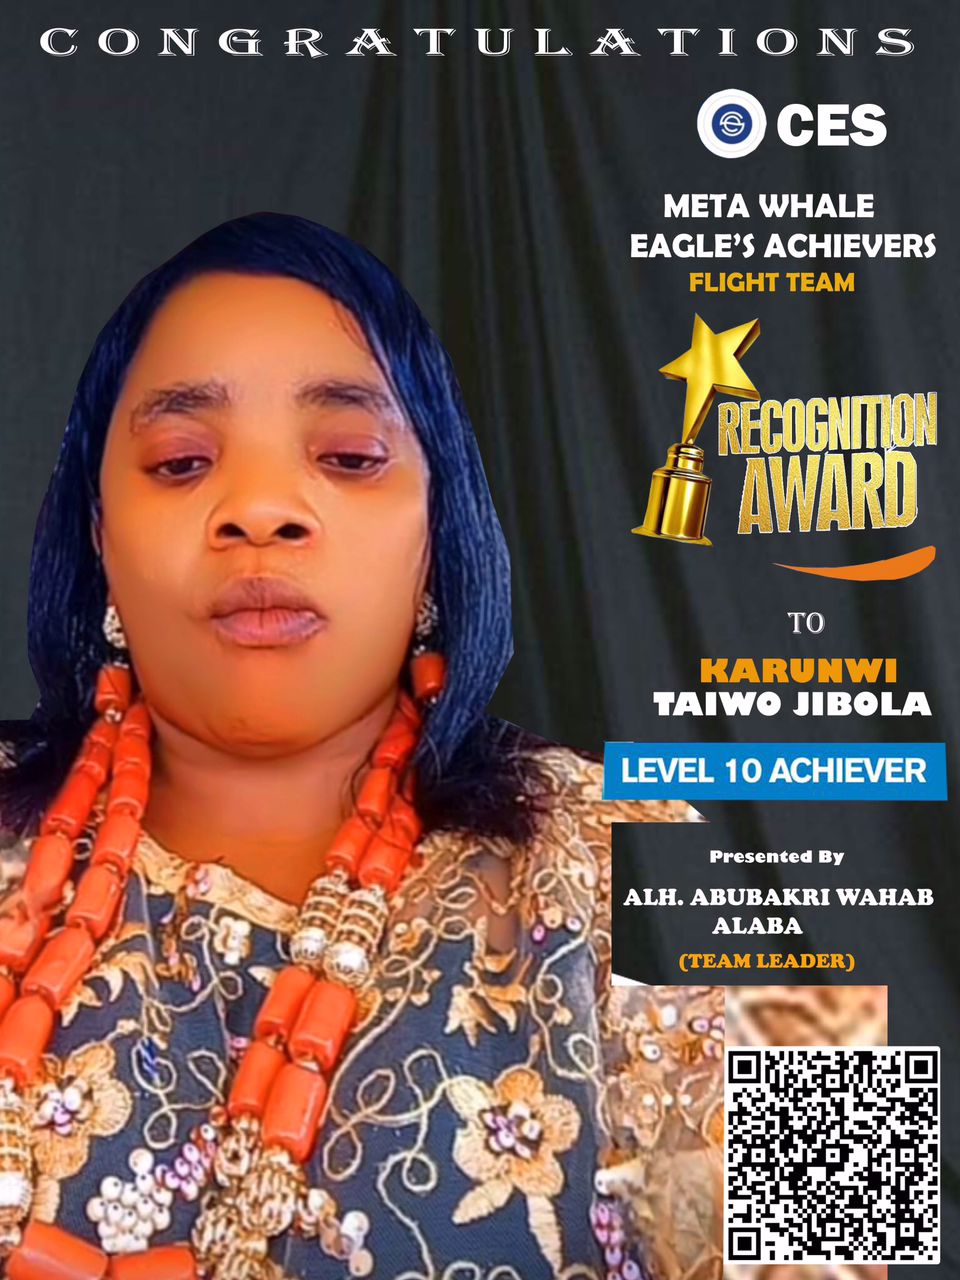 CONGRATULATIONS
CES
META WHALE
EAGLE'S ACHIEVERS
FLIGHT TEAM
RECOGNITION
AWARD
TO
KARUNWI
TAIWO JIBOLA
LEVEL 10 ACHIEVER
Presented By
ALH. ABUBAKRI WAHAB
ALABA
(TEAM LEADER)